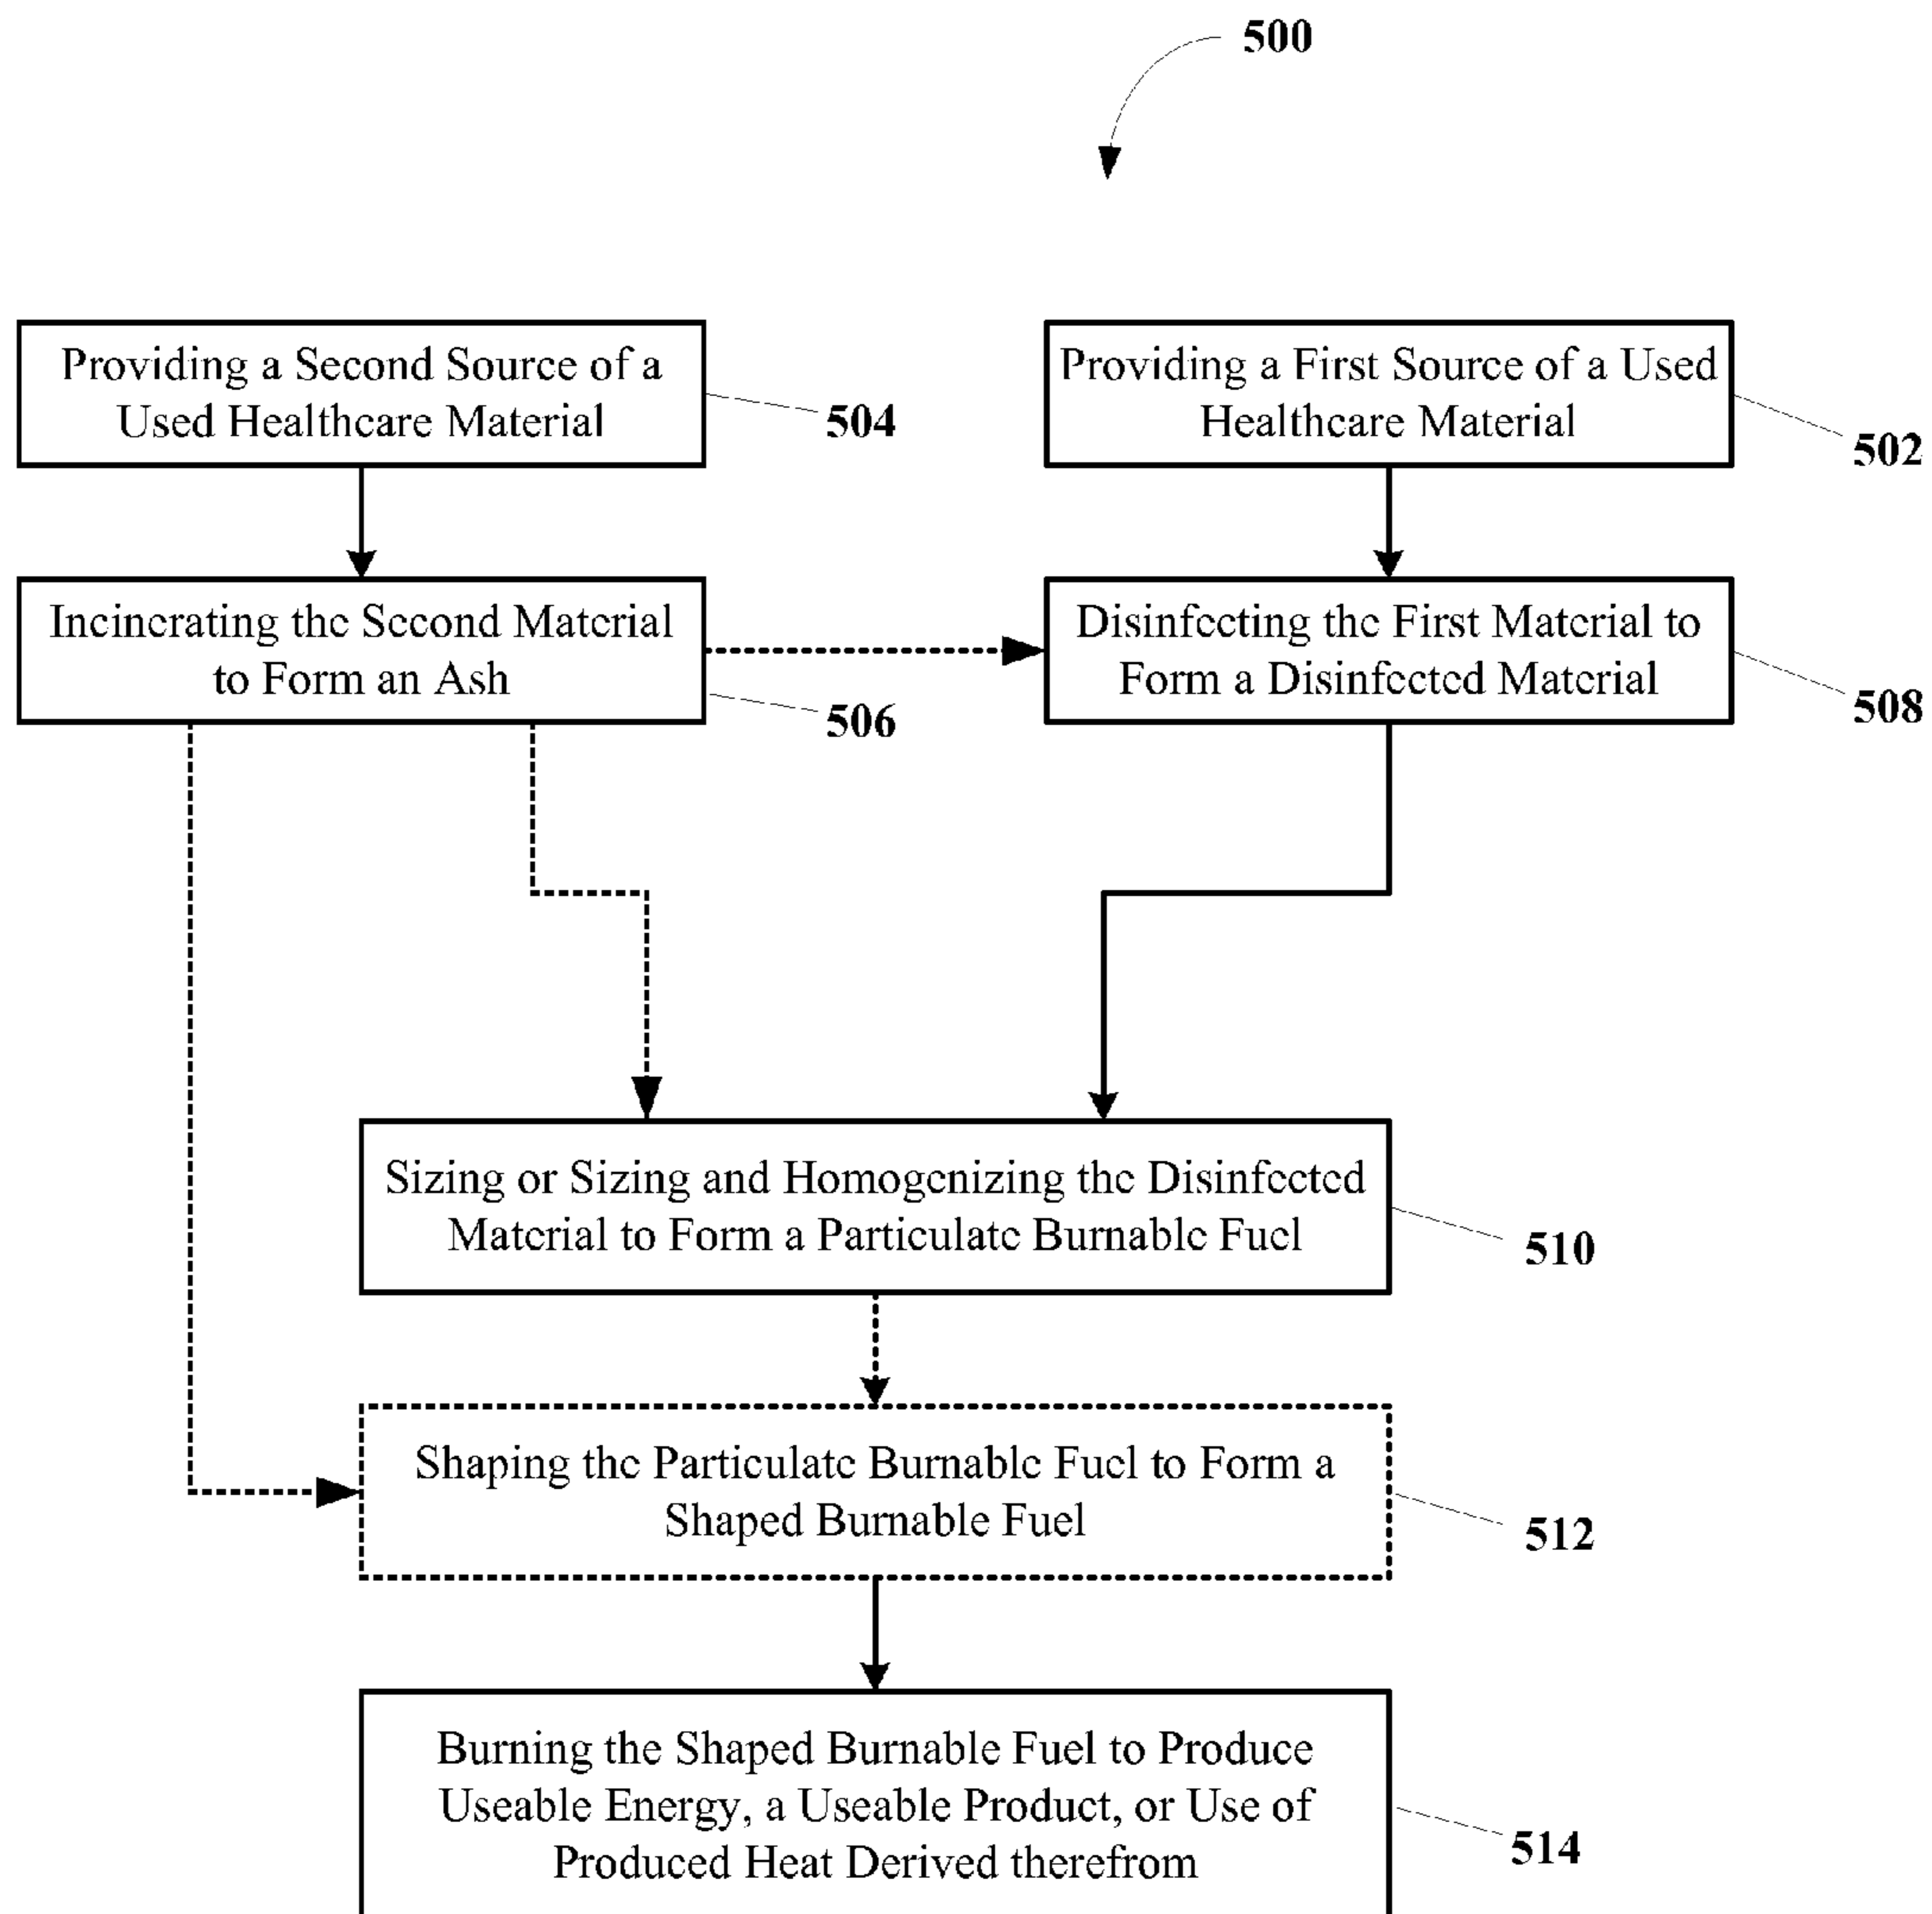 500
Providing a Second Source of a
Used Healthcare Material
504
Providing a First Source of a Used
Healthcare Material
502
Incinerating the Second Material
to Form an Ash
506
Disinfecting the First Material to
Form a Disinfected Material
508
Sizing or Sizing and Homogenizing the Disinfected
Material to Form a Particulate Burnable Fuel
510
Shaping the Particulate Burnable Fuel to Form a
Shaped Burnable Fuel
512
Burning the Shaped Burnable Fuel to Produce
Useable Energy, a Useable Product, or Use of
Produced Heat Derived therefrom
514